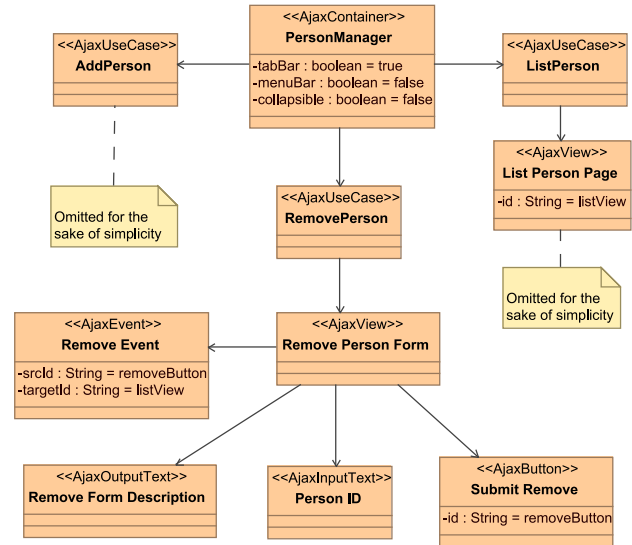 <<AjaxContainer>>
PersonManager
-tabBar : boolean = true
-menuBar : boolean = false
-collapsible : boolean = false
<<AjaxUseCase>>
AddPerson
<<AjaxUseCase>>
ListPerson
<<AjaxView>>
List Person Page
-id : String = listView
Omitted for the
sake of simplicity
<<AjaxUseCase>>
RemovePerson
Omitted for the
sake of simplicity
<<AjaxEvent>>
Remove Event
-srcId : String = removeButton
-targetId : String = listView
<<AjaxView>>
Remove Person Form
<<AjaxOutputText>>
Remove Form Description
<<AjaxInputText>>
Person ID
<<AjaxButton>>
Submit Remove
-id : String = removeButton